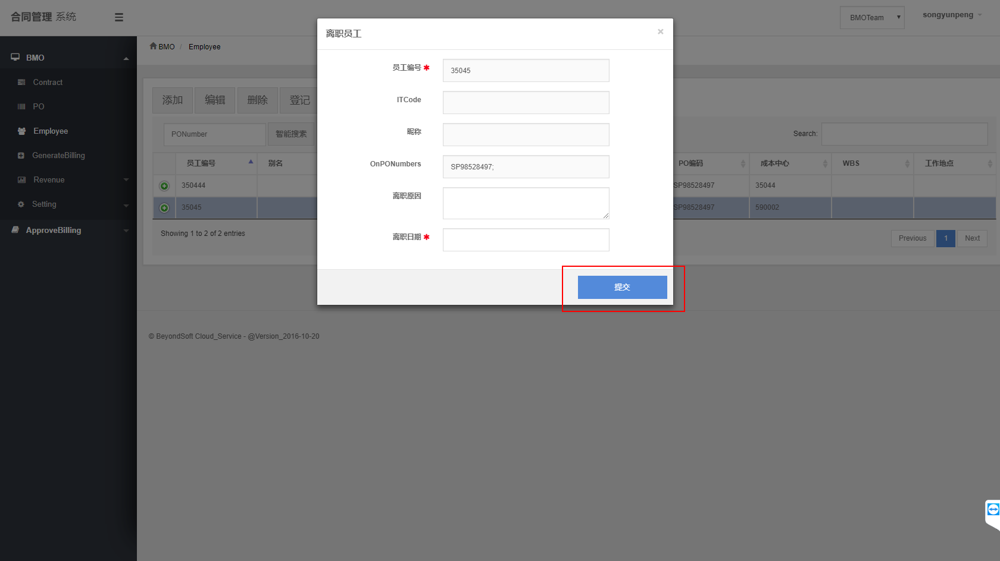 合同管理 系统
BMOTeam
songyunpeng
BMO
Contract
PO
Employee
GenerateBilling
Revenue
Setting
ApproveBilling
BMO / Employee
添加 编辑 删除 登记
PONumber 智能搜索
Search:
员工编号 别名 PO编码 成本中心 WBS 工作地点
350444 SP98528497 35044
35045 SP98528497 590002
Showing 1 to 2 of 2 entries
Previous 1 Next
© BeyondSoft Cloud_Service - @Version_2016-10-20
离职员工 ×
员工编号 ✱ 35045
ITCode
昵称
OnPONumbers SP98528497;
离职原因
离职日期 ✱
提交